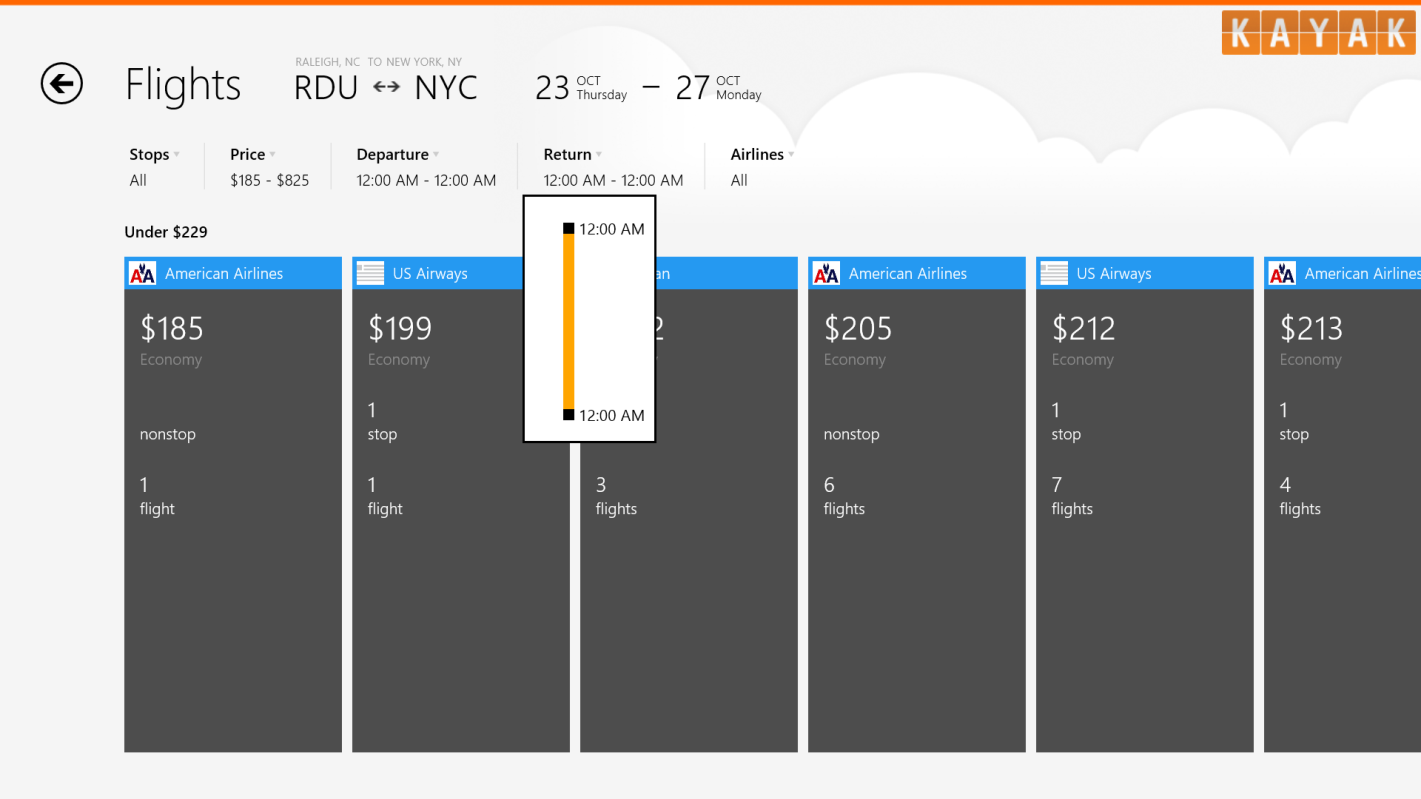 KAYAK
RALEIGH, NC TO NEW YORK, NY
Flights
RDU ↔ NYC
23 OCT Thursday – 27 OCT Monday
Stops
All
Price
$185 - $825
Departure
12:00 AM - 12:00 AM
Return
12:00 AM - 12:00 AM
Airlines
All
12:00 AM
12:00 AM
Under $229
AA American Airlines
$185
Economy
nonstop
1
flight
US Airways
$199
Economy
1
stop
1
flight
3
flights
AA American Airlines
$205
Economy
nonstop
6
flights
US Airways
$212
Economy
1
stop
7
flights
AA American Airlines
$213
Economy
1
stop
4
flights